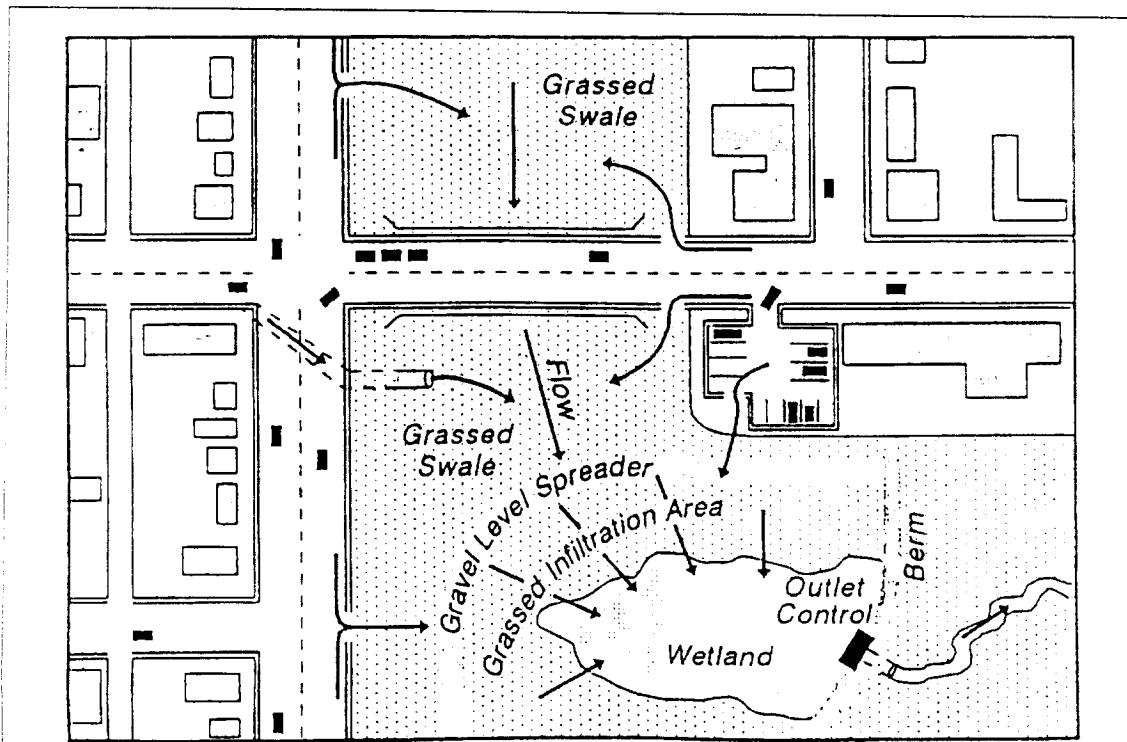 Grassed
Swale
Flow
Grassed
Swale
Gravel Level Spreader
Grassed Infiltration Area
Berm
Outlet
Control
Wetland